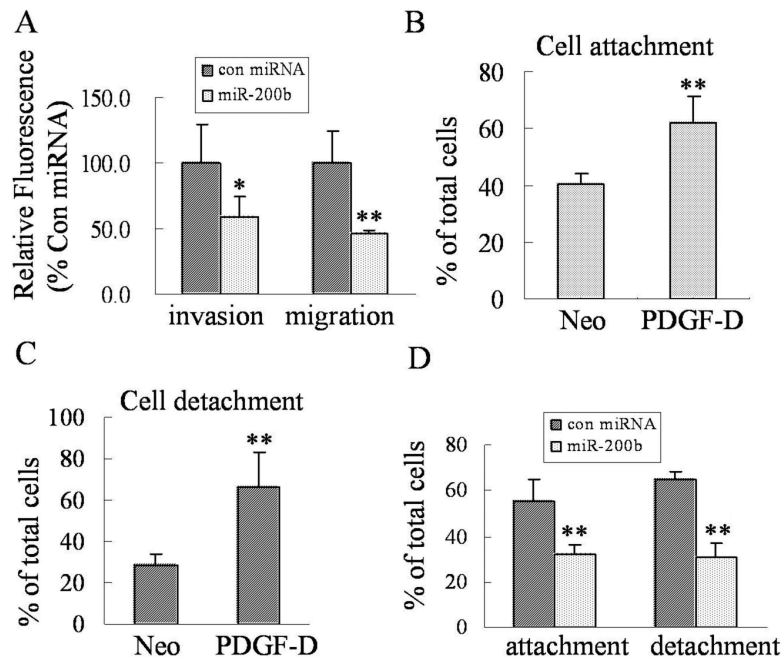 A
con miRNA
miR-200b
Relative Fluorescence
(% Con miRNA)
150.0
100.0
50.0
0.0
*
**
invasion migration
B
Cell attachment
% of total cells
80
60
40
20
0
**
Neo PDGF-D
C
Cell detachment
% of total cells
100
80
60
40
20
0
**
Neo PDGF-D
D
con miRNA
miR-200b
% of total cells
80
60
40
20
0
**
**
attachment detachment